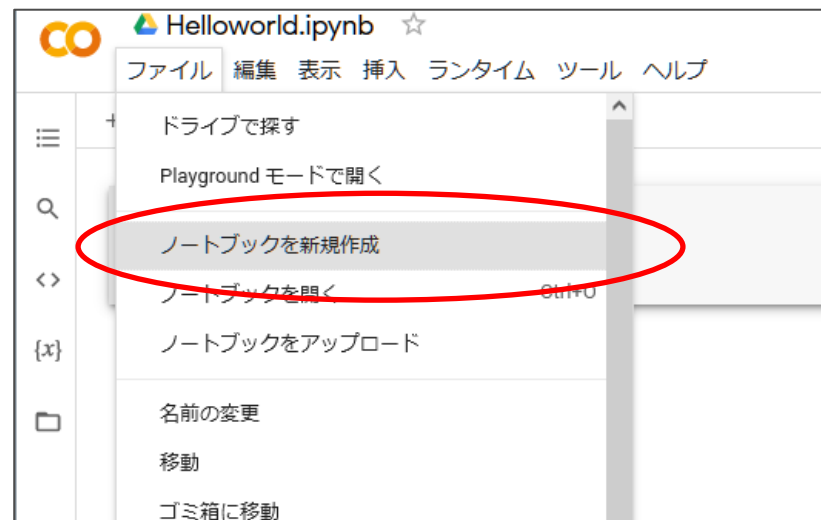 CO Helloworld.ipynb
ファイル 編集 表示 挿入 ランタイム ツール ヘルプ
+
ドライブで探す
Playground モードで開く
ノートブックを新規作成
ノートブックを開く Ctrl+O
ノートブックをアップロード
{x}
名前の変更
移動
ゴミ箱に移動